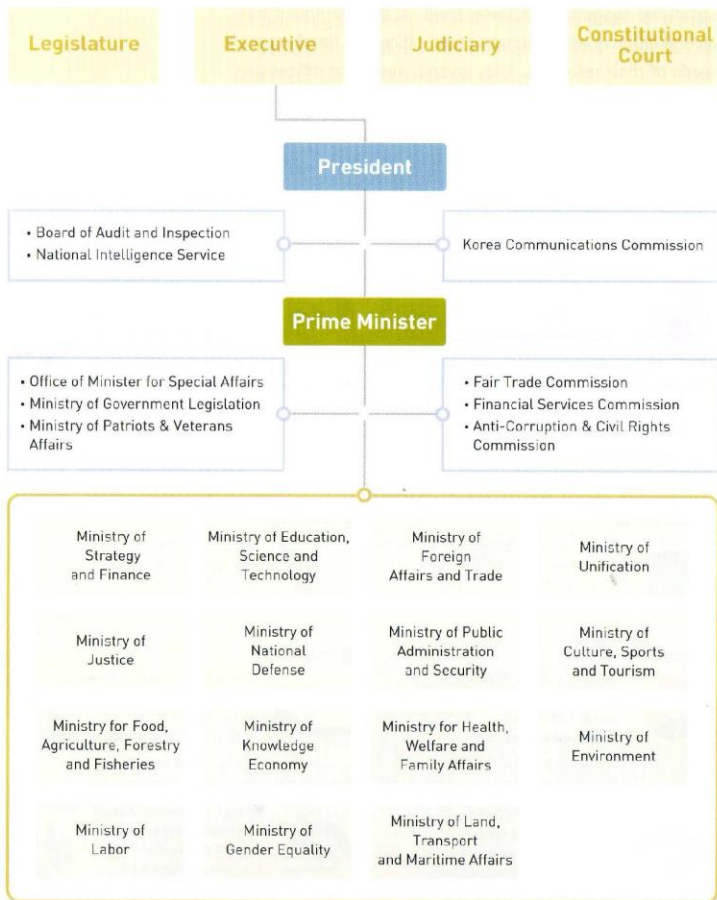 Legislature
Executive
Judiciary
Constitutional
Court
President
• Board of Audit and Inspection
• National Intelligence Service
Korea Communications Commission
Prime Minister
• Office of Minister for Special Affairs
• Ministry of Government Legislation
• Ministry of Patriots & Veterans
Affairs
• Fair Trade Commission
• Financial Services Commission
• Anti-Corruption & Civil Rights
Commission
Ministry of
Strategy
and Finance
Ministry of Education,
Science and
Technology
Ministry of
Foreign
Affairs and Trade
Ministry of
Unification
Ministry of
Justice
Ministry of
National
Defense
Ministry of Public
Administration
and Security
Ministry of
Culture, Sports
and Tourism
Ministry for Food,
Agriculture, Forestry
and Fisheries
Ministry of
Knowledge
Economy
Ministry for Health,
Welfare and
Family Affairs
Ministry of
Environment
Ministry of
Labor
Ministry of
Gender Equality
Ministry of Land,
Transport
and Maritime Affairs